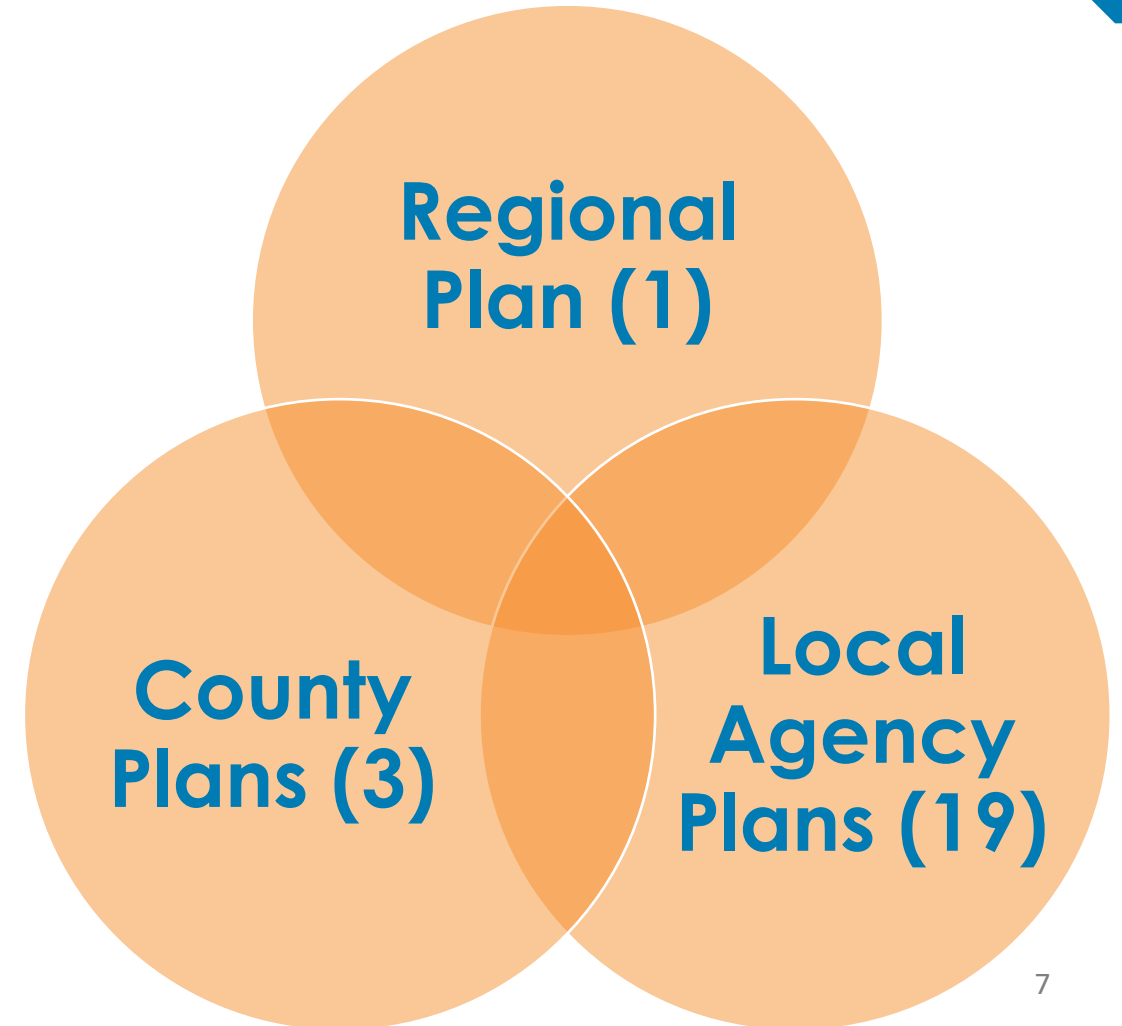 Regional
Plan (1)
County
Plans (3)
Local
Agency
Plans (19)
7